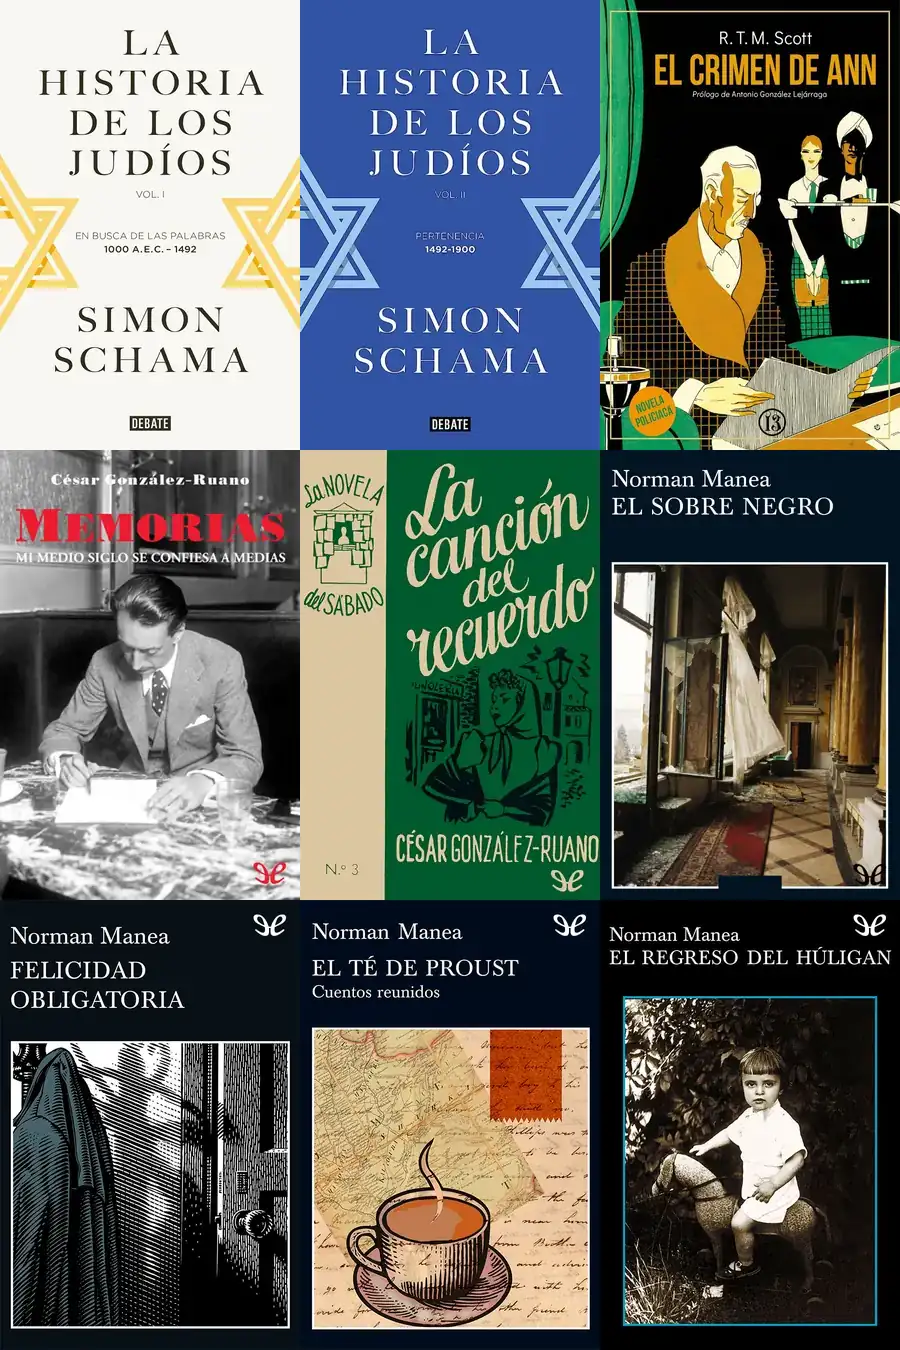 LA
HISTORIA
DE LOS
JUDÍOS
VOL. I
EN BUSCA DE LAS PALABRAS
1000 A.E.C. – 1492
SIMON
SCHAMA
DEBATE
LA
HISTORIA
DE LOS
JUDÍOS
VOL. II
PERTENENCIA
1492-1900
SIMON
SCHAMA
DEBATE
R. T. M. Scott
EL CRIMEN DE ANN
Prólogo de Antonio González Lejárraga
NOVELA
POLICIACA
13
César González-Ruano
MEMORIAS
MI MEDIO SIGLO SE CONFIESA A MEDIAS
La NOVELA
del SÁBADO
N.º 3
La
canción
del
recuerdo
CÉSAR GONZÁLEZ-RUANO
Norman Manea
EL SOBRE NEGRO
Norman Manea
FELICIDAD
OBLIGATORIA
Norman Manea
EL TÉ DE PROUST
Cuentos reunidos
Norman Manea
EL REGRESO DEL HÚLIGAN